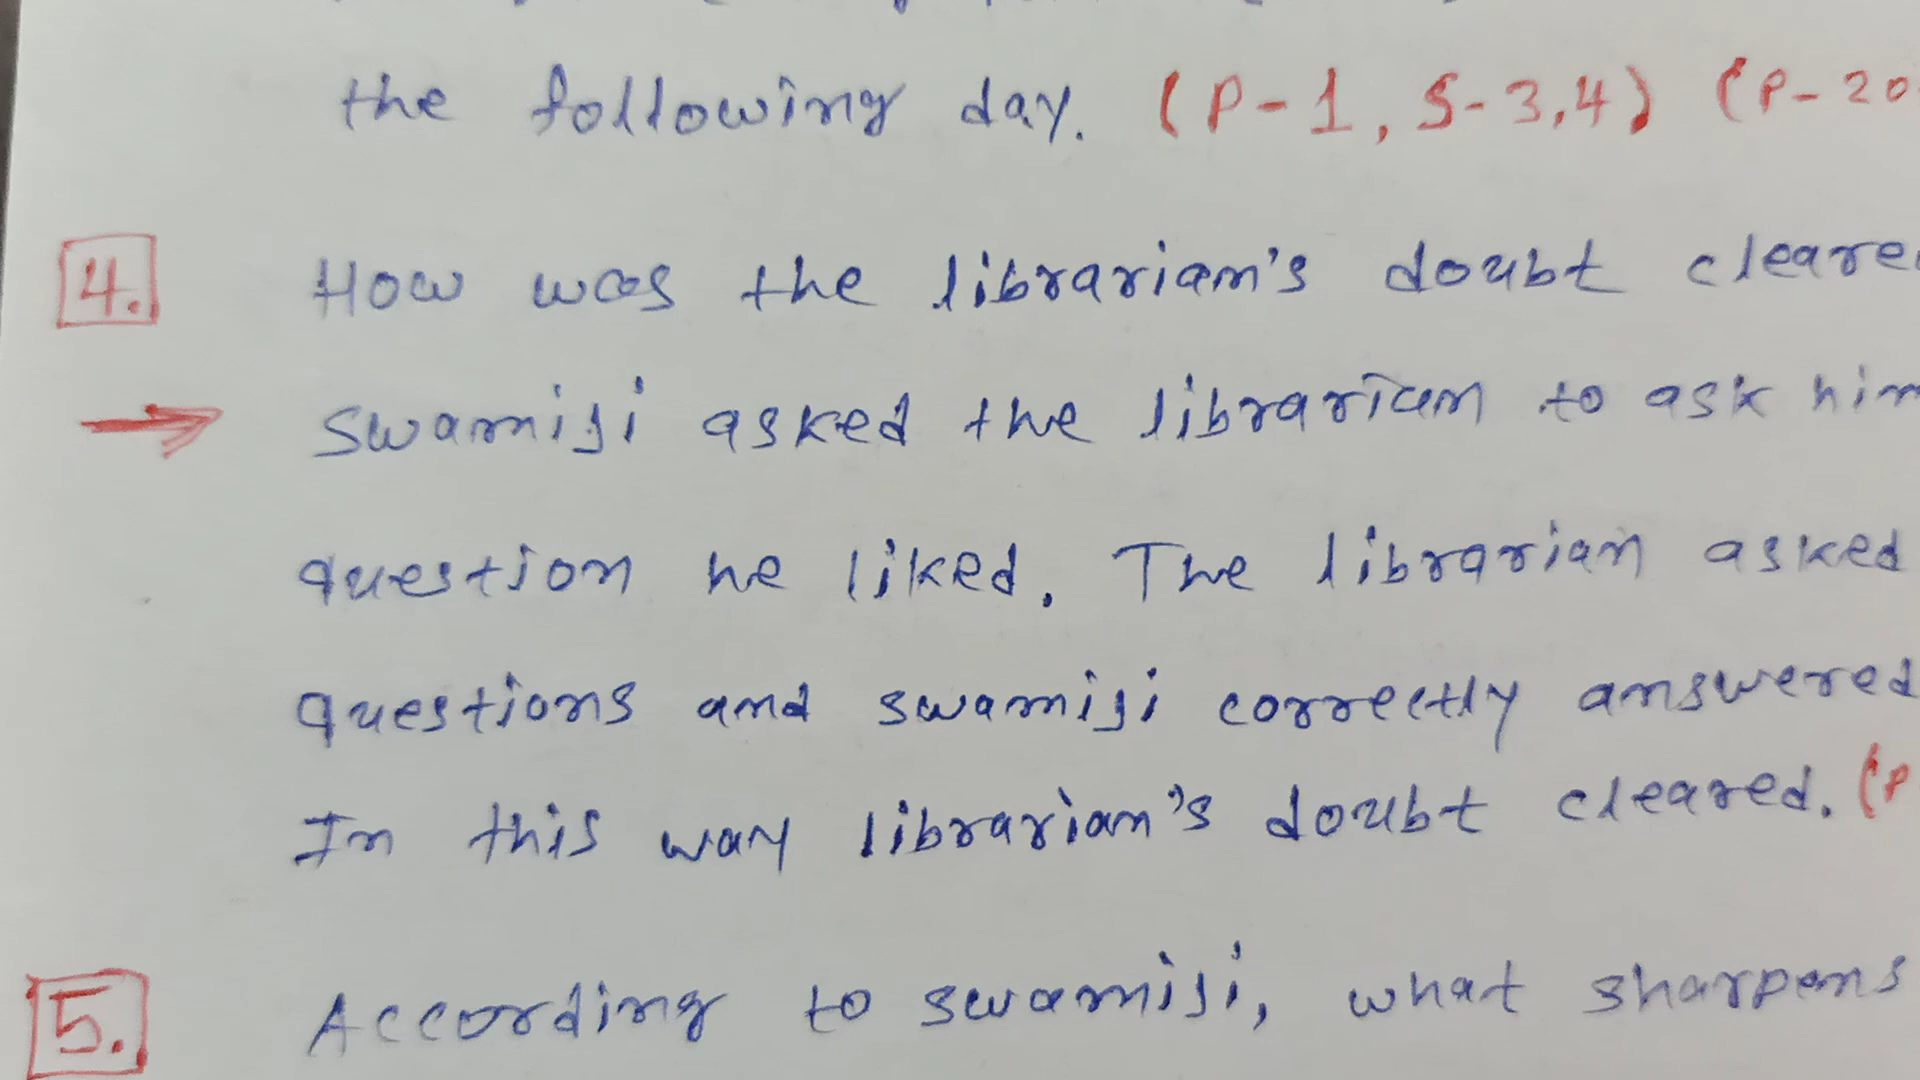 the following day. (P-1, S-3,4) (P-20
4. How was the librarian's doubt cleare
→ Swamiji asked the librarian to ask him
question he liked. The librarian asked
questions and swamiji correctly answered
In this way librarian's doubt cleared. (P
5. According to swamiji, what sharpens